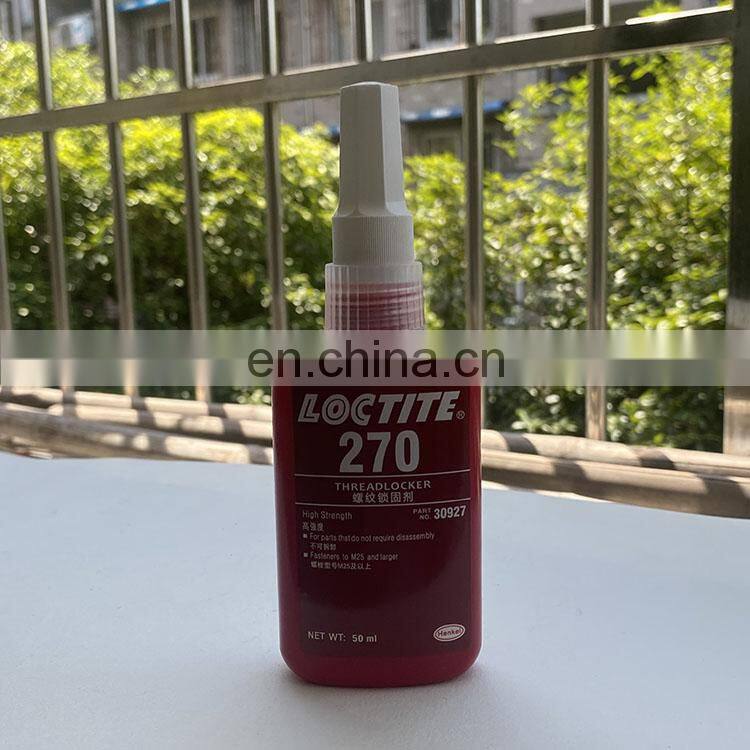 en.china.cn
LOCTITE®
270
THREADLOCKER
螺纹锁固剂
High Strength
PART NO. 30927
高强度
▪ For parts that do not require disassembly
不可拆卸
▪ Fasteners to M25 and larger
螺栓型号M25及以上
NET WT: 50 ml
Henkel